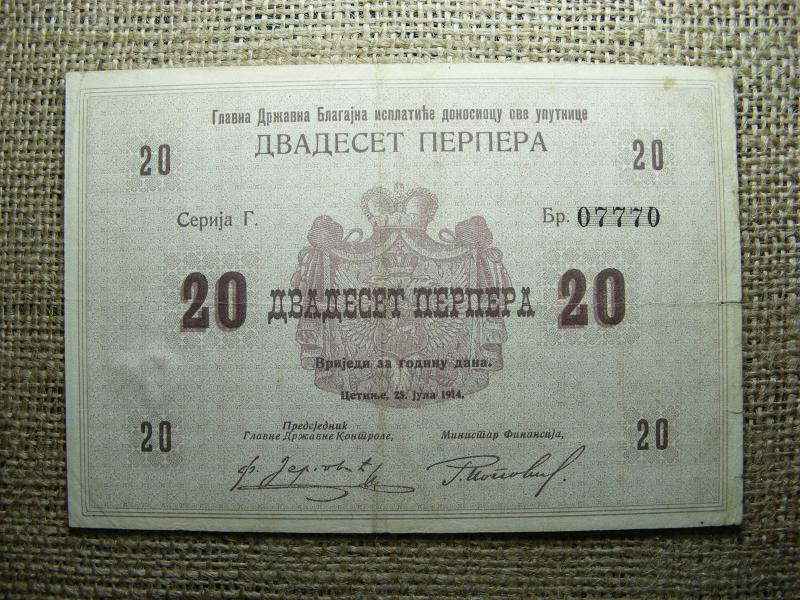 Главна Државна Благајна исплатиће доносиоцу ове упутнице
ДВАДЕСЕТ ПЕРПЕРА
20 20
Серија Г. Бр. 07770
20 ДВАДЕСЕТ ПЕРПЕРА 20
Вриједи за годину дана.
Цетиње, 25. Јула 1914.
Предсједник
Главне Државне Контроле, Министар Финансија,
20 20